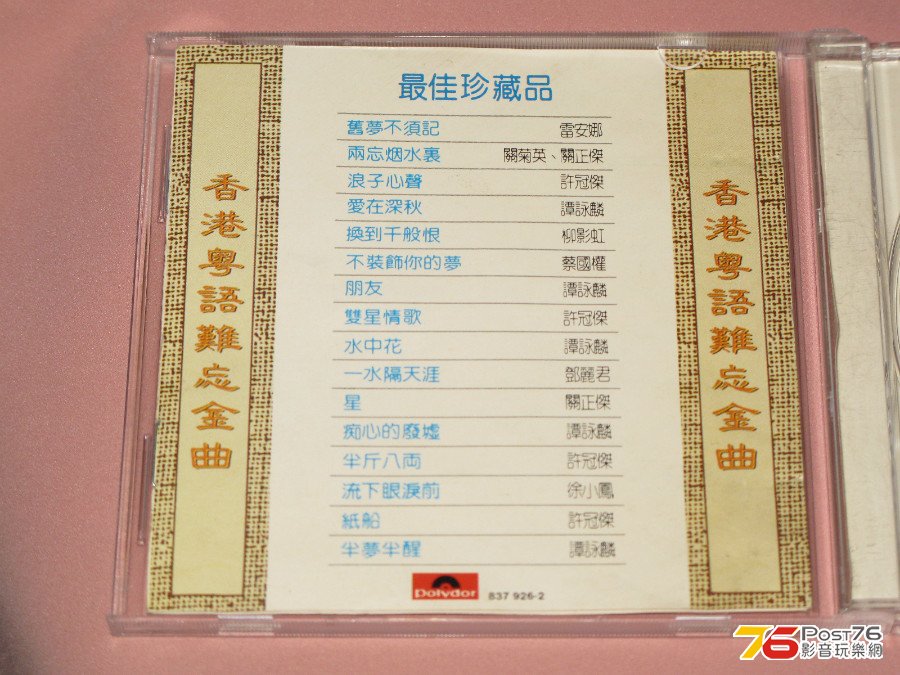 最佳珍藏品
香港粵語難忘金曲
舊夢不須記 雷安娜
兩忘烟水裏 關菊英、關正傑
浪子心聲 許冠傑
愛在深秋 譚詠麟
換到千般恨 柳影虹
不裝飾你的夢 蔡國權
朋友 譚詠麟
雙星情歌 許冠傑
水中花 譚詠麟
一水隔天涯 鄧麗君
星 關正傑
痴心的廢墟 譚詠麟
半斤八両 許冠傑
流下眼淚前 徐小鳳
紙船 許冠傑
半夢半醒 譚詠麟
香港粵語難忘金曲
Polydor 837 926-2
76 Post76
影音玩樂網